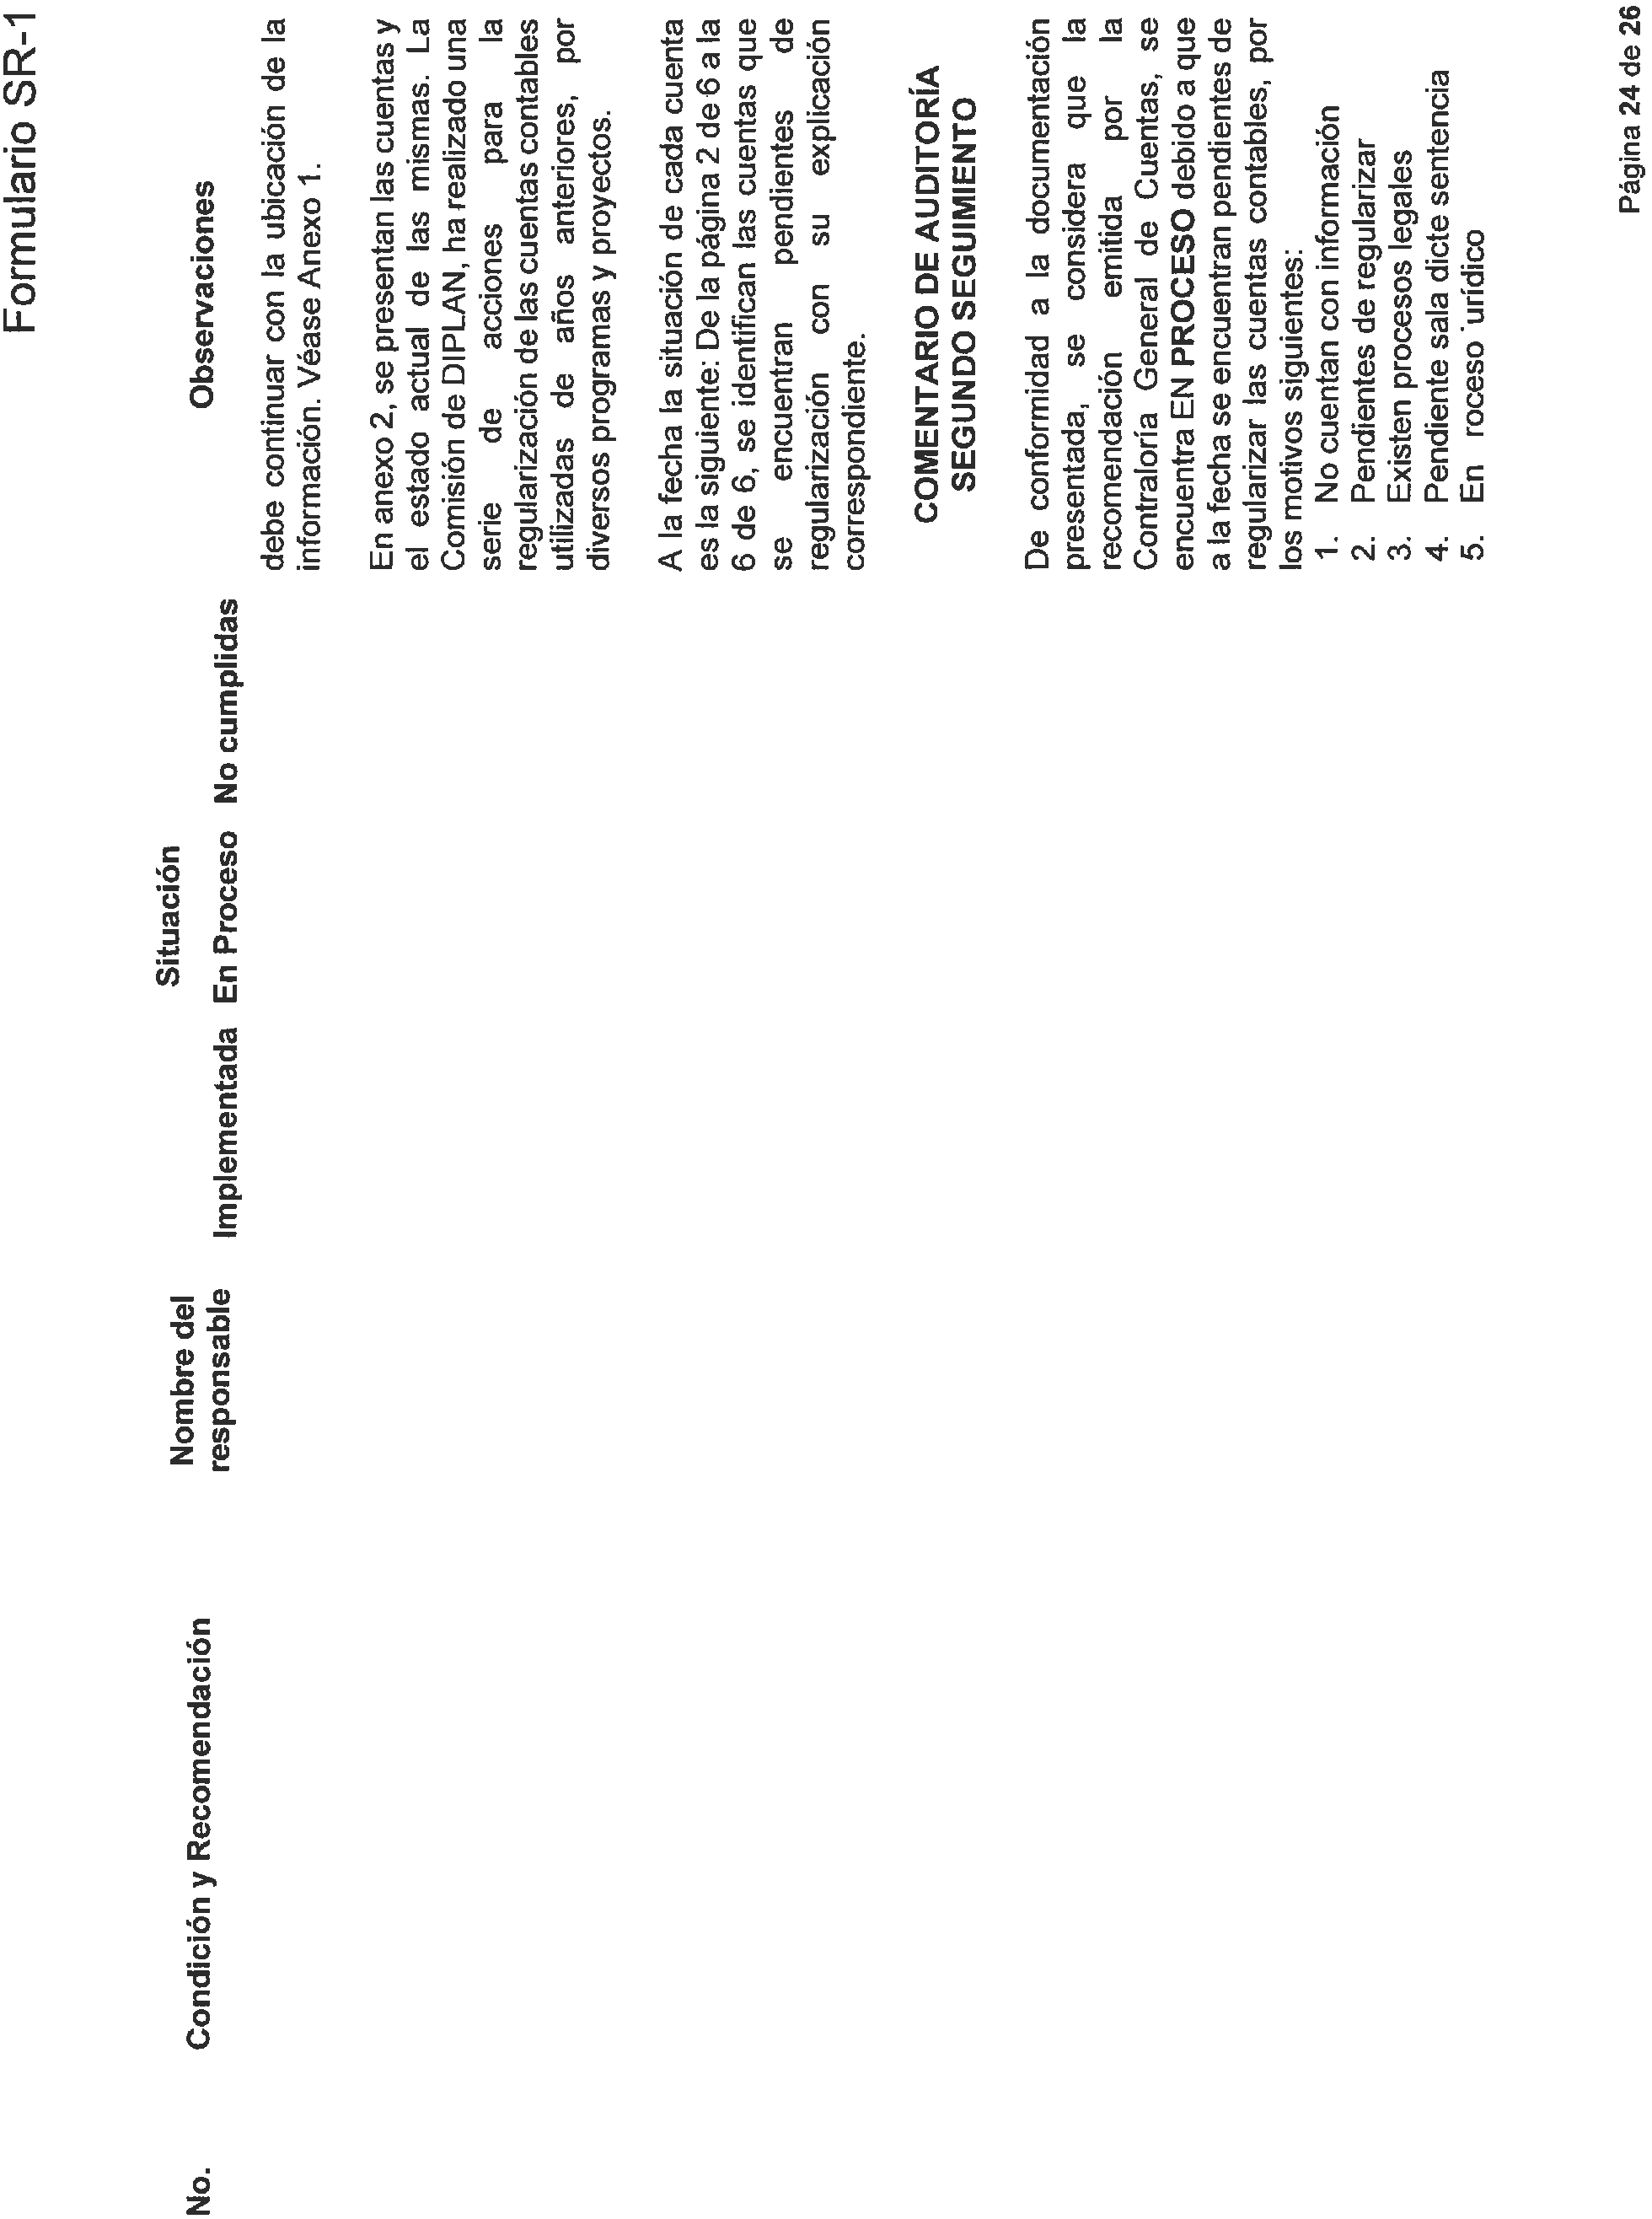 Formulario SR-1
No.
Condición y Recomendación
Nombre del
responsable
Situación
Implementada En Proceso No cumplidas
Observaciones
debe continuar con la ubicación de la
información. Véase Anexo 1.
En anexo 2, se presentan las cuentas y
el estado actual de las mismas. La
Comisión de DIPLAN, ha realizado una
serie de acciones para la
regularización de las cuentas contables
utilizadas de años anteriores, por
diversos programas y proyectos.
A la fecha la situación de cada cuenta
es la siguiente: De la página 2 de 6 a la
6 de 6, se identifican las cuentas que
se encuentran pendientes de
regularización con su explicación
correspondiente.
COMENTARIO DE AUDITORÍA
SEGUNDO SEGUIMIENTO
De conformidad a la documentación
presentada, se considera que la
recomendación emitida por la
Contraloría General de Cuentas, se
encuentra EN PROCESO debido a que
a la fecha se encuentran pendientes de
regularizar las cuentas contables, por
los motivos siguientes:
1. No cuentan con información
2. Pendientes de regularizar
3. Existen procesos legales
4. Pendiente sala dicte sentencia
5. En roceso urídico
Página 24 de 26